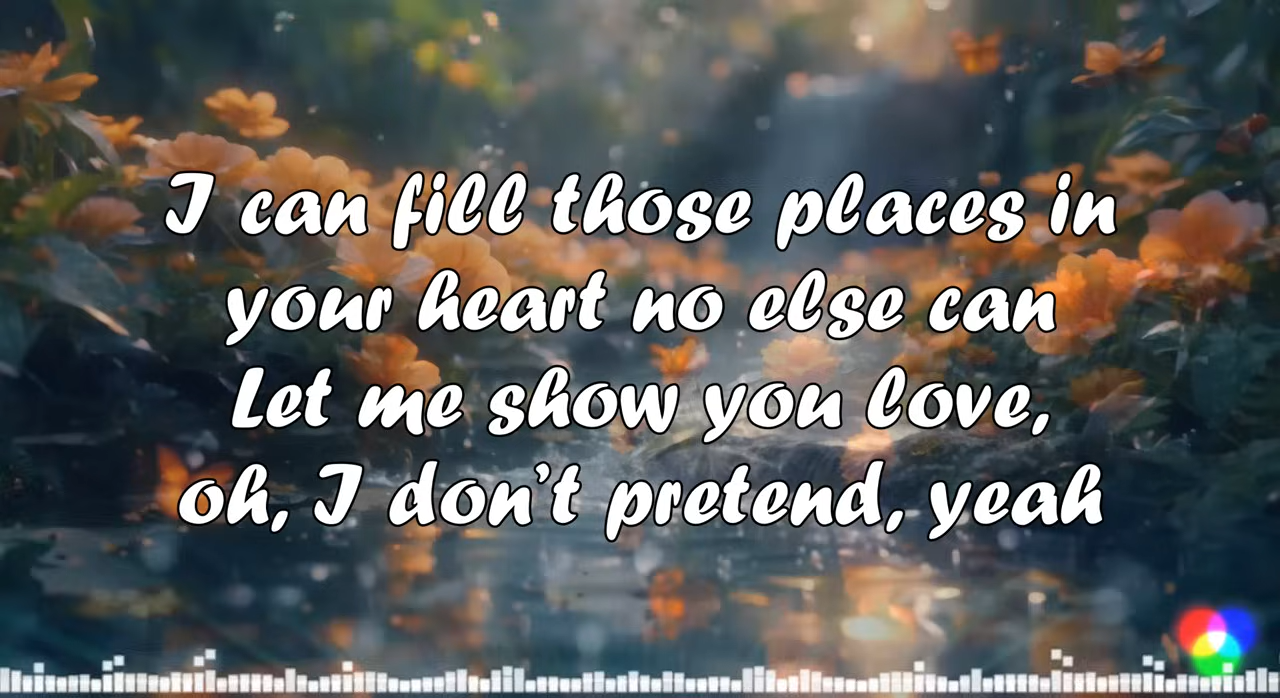 I can fill those places in
your heart no else can
Let me show you love,
oh, I don’t pretend, yeah